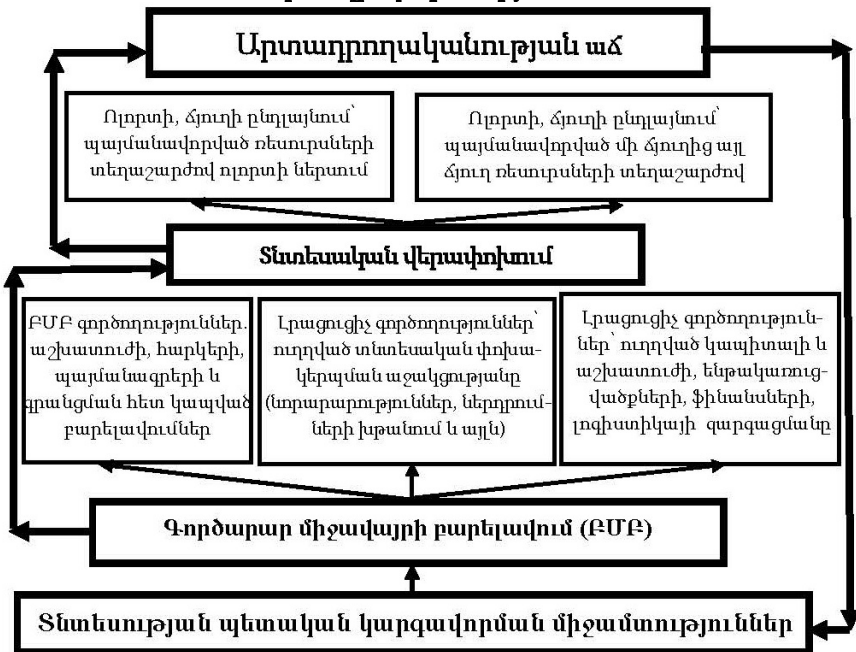 Արտադրողականության աճ
Ոլորտի, ճյուղի ընդլայնում՝
պայմանավորված ռեսուրսների
տեղաշարժով ոլորտի ներսում
Ոլորտի, ճյուղի ընդլայնում՝
պայմանավորված մի ճյուղից այլ
ճյուղ ռեսուրսների տեղաշարժով
Տնտեսական վերափոխում
ԲՄԲ գործողություններ.
աշխատուժի, հարկերի,
պայմանագրերի և
գրանցման հետ կապված
բարելավումներ
Լրացուցիչ գործողություններ՝
ուղղված տնտեսական փոխա-
կերպման աջակցությանը
(նորարարություններ, ներդրում-
ների խթանում և այլն)
Լրացուցիչ գործողություն-
ներ՝ ուղղված կապիտալի և
աշխատուժի, ենթակառուց-
վածքների, ֆինանսների,
լոգիստիկայի զարգացմանը
Գործարար միջավայրի բարելավում (ԲՄԲ)
Տնտեսության պետական կարգավորման միջամտություններ